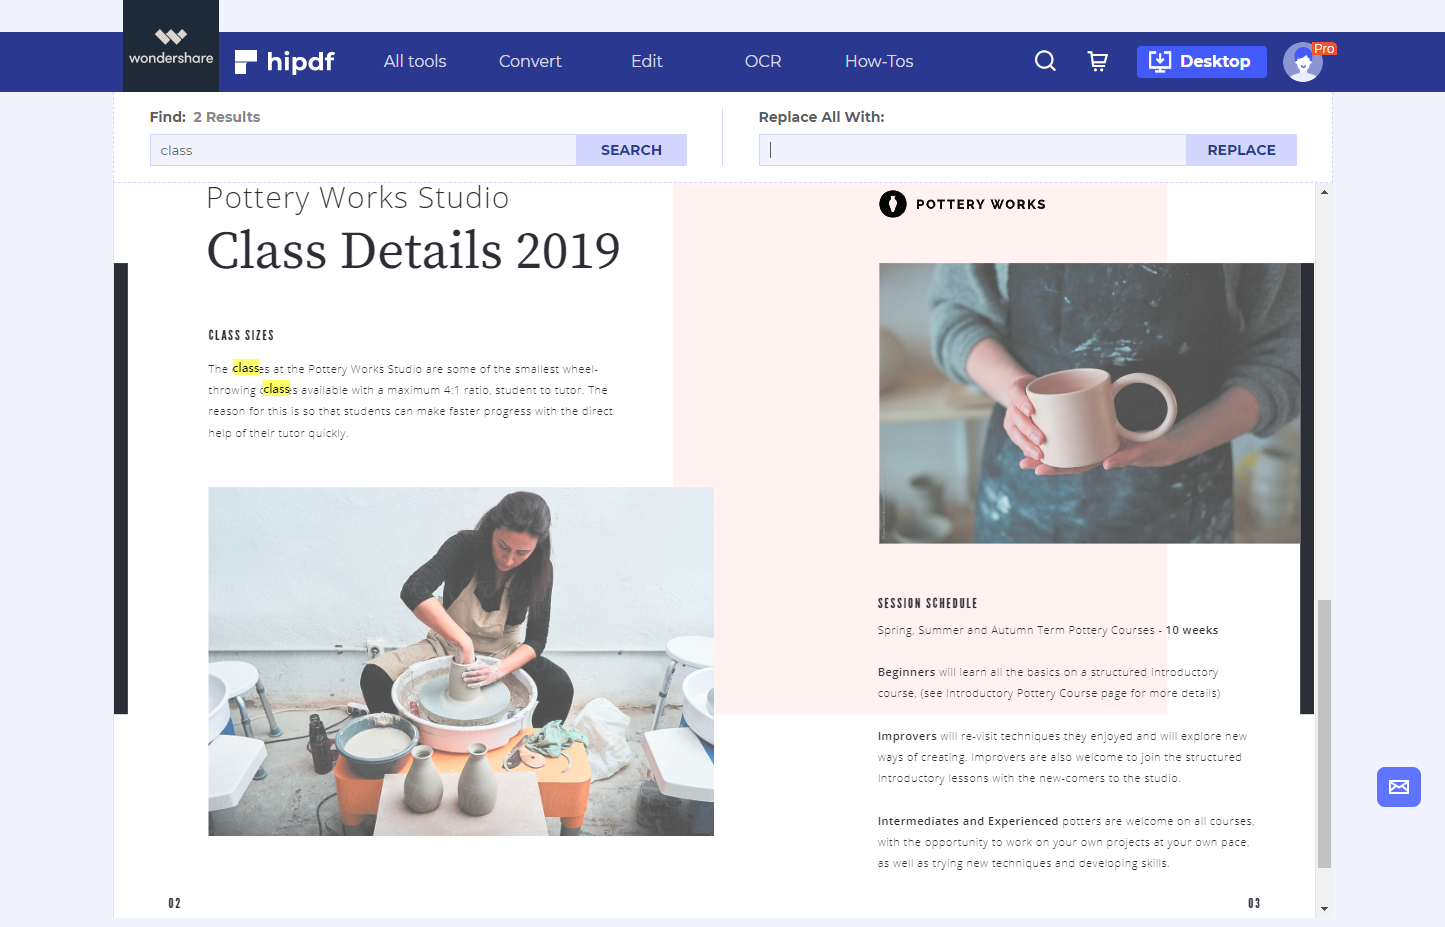 wondershare
hipdf
All tools
Convert
Edit
OCR
How-Tos
Desktop
Pro
Find: 2 Results
class
SEARCH
Replace All With:
REPLACE
Pottery Works Studio
Class Details 2019
CLASS SIZES
The classes at the Pottery Works Studio are some of the smallest wheel-
throwing classes available with a maximum 4:1 ratio, student to tutor. The
reason for this is so that students can make faster progress with the direct
help of their tutor quickly.
02
POTTERY WORKS
SESSION SCHEDULE
Spring, Summer and Autumn Term Pottery Courses - 10 weeks
Beginners will learn all the basics on a structured Introductory
course, (see Introductory Pottery Course page for more details)
Improvers will re-visit techniques they enjoyed and will explore new
ways of creating. Improvers are also welcome to join the structured
Introductory lessons with the new-comers to the studio.
Intermediates and Experienced potters are welcome on all courses,
with the opportunity to work on your own projects at your own pace,
as well as trying new techniques and developing skills.
03